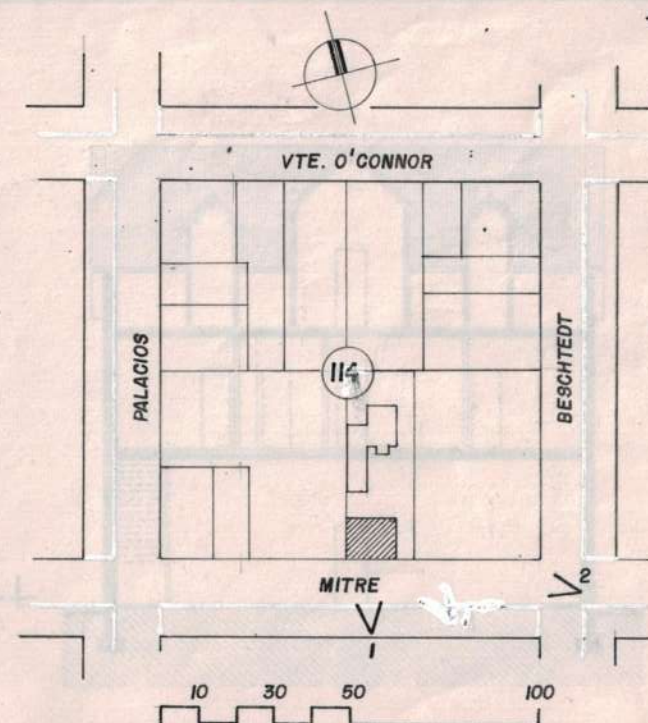 VTE. O'CONNOR
PALACIOS
114
BESCHTEDT
MITRE
2
1
10 30 50 100